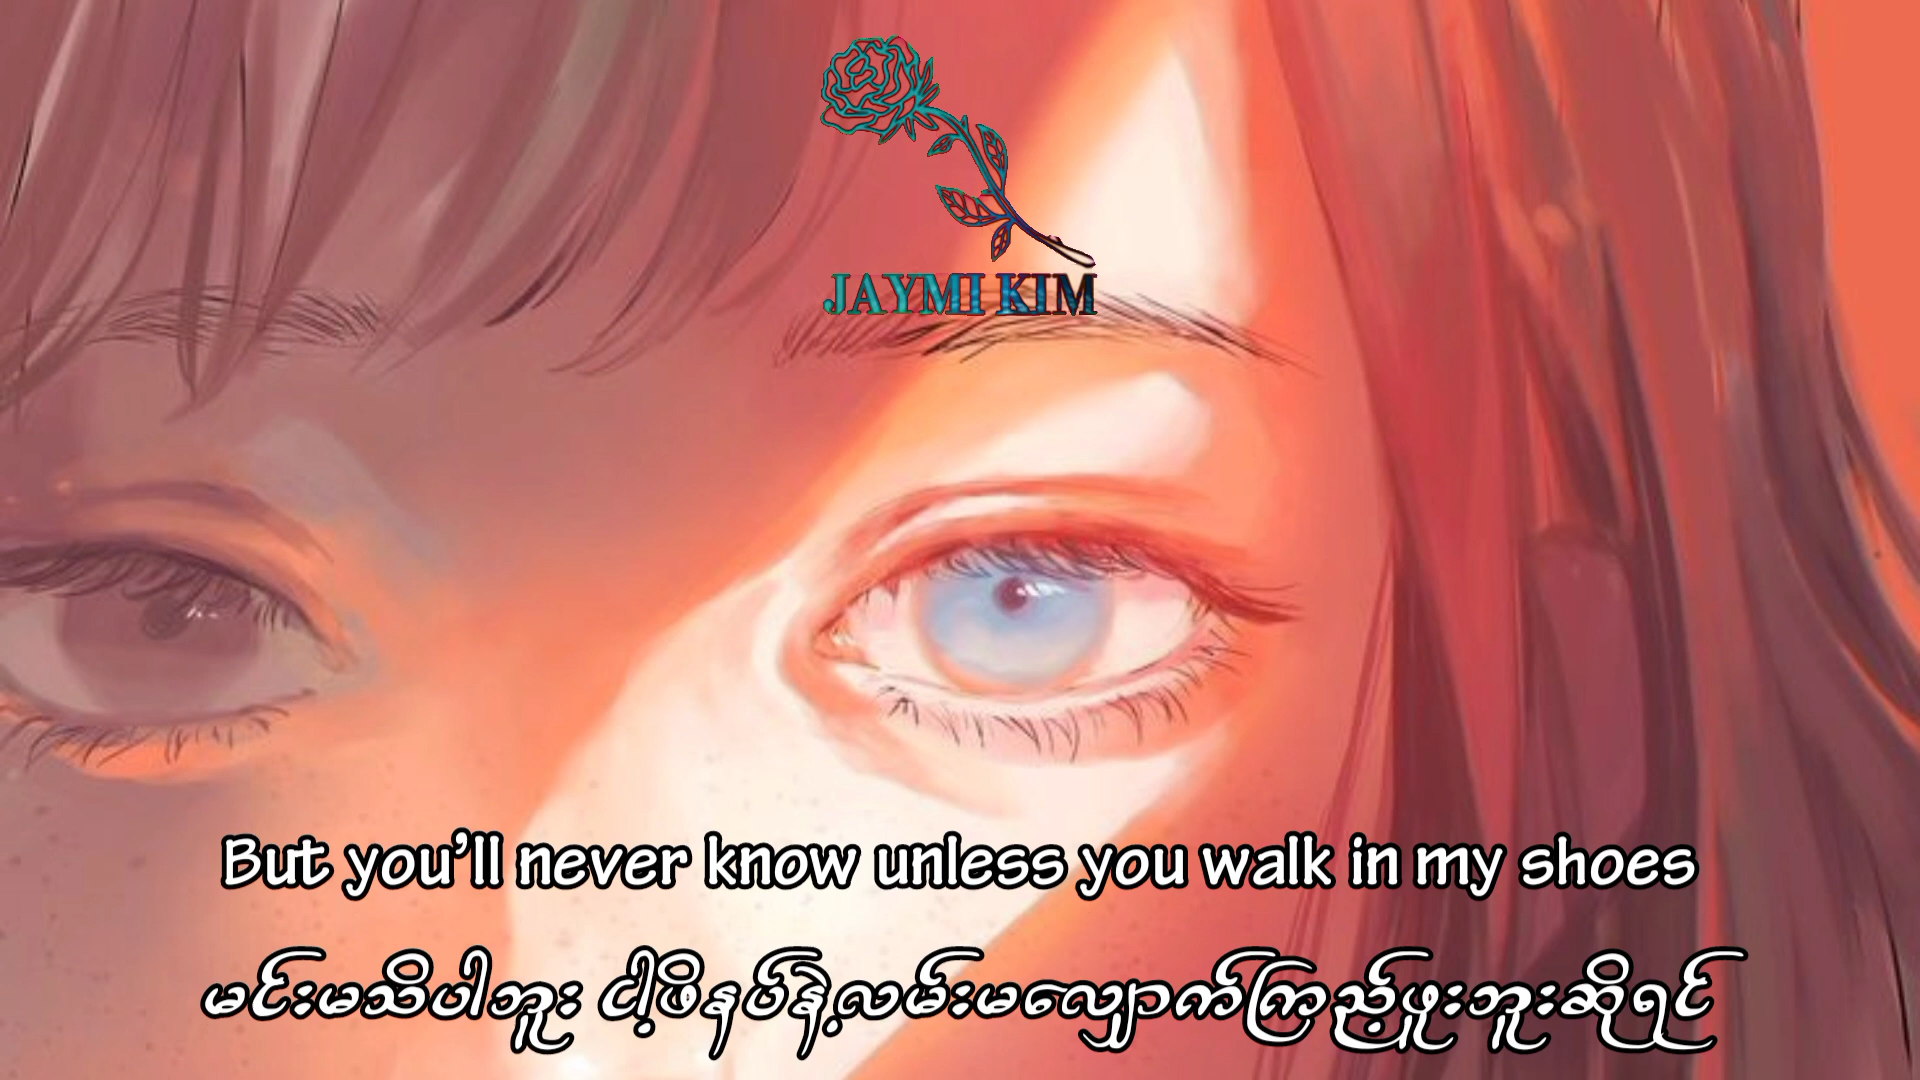 JAYMI KIM
But you'll never know unless you walk in my shoes
မင်းမသိပါဘူး ငါ့ဖိနပ်နဲ့လမ်းမလျှောက်ကြည့်ဖူးဘူးဆိုရင်